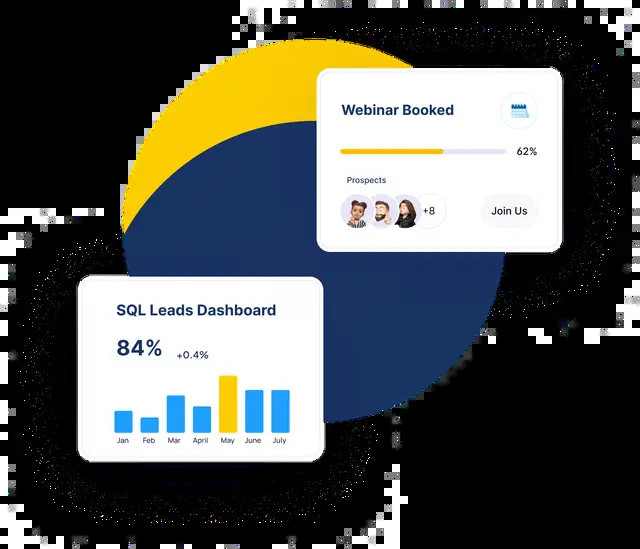 Webinar Booked
62%
Prospects
+8
Join Us
SQL Leads Dashboard
84%
+0.4%
Jan Feb Mar April May June July